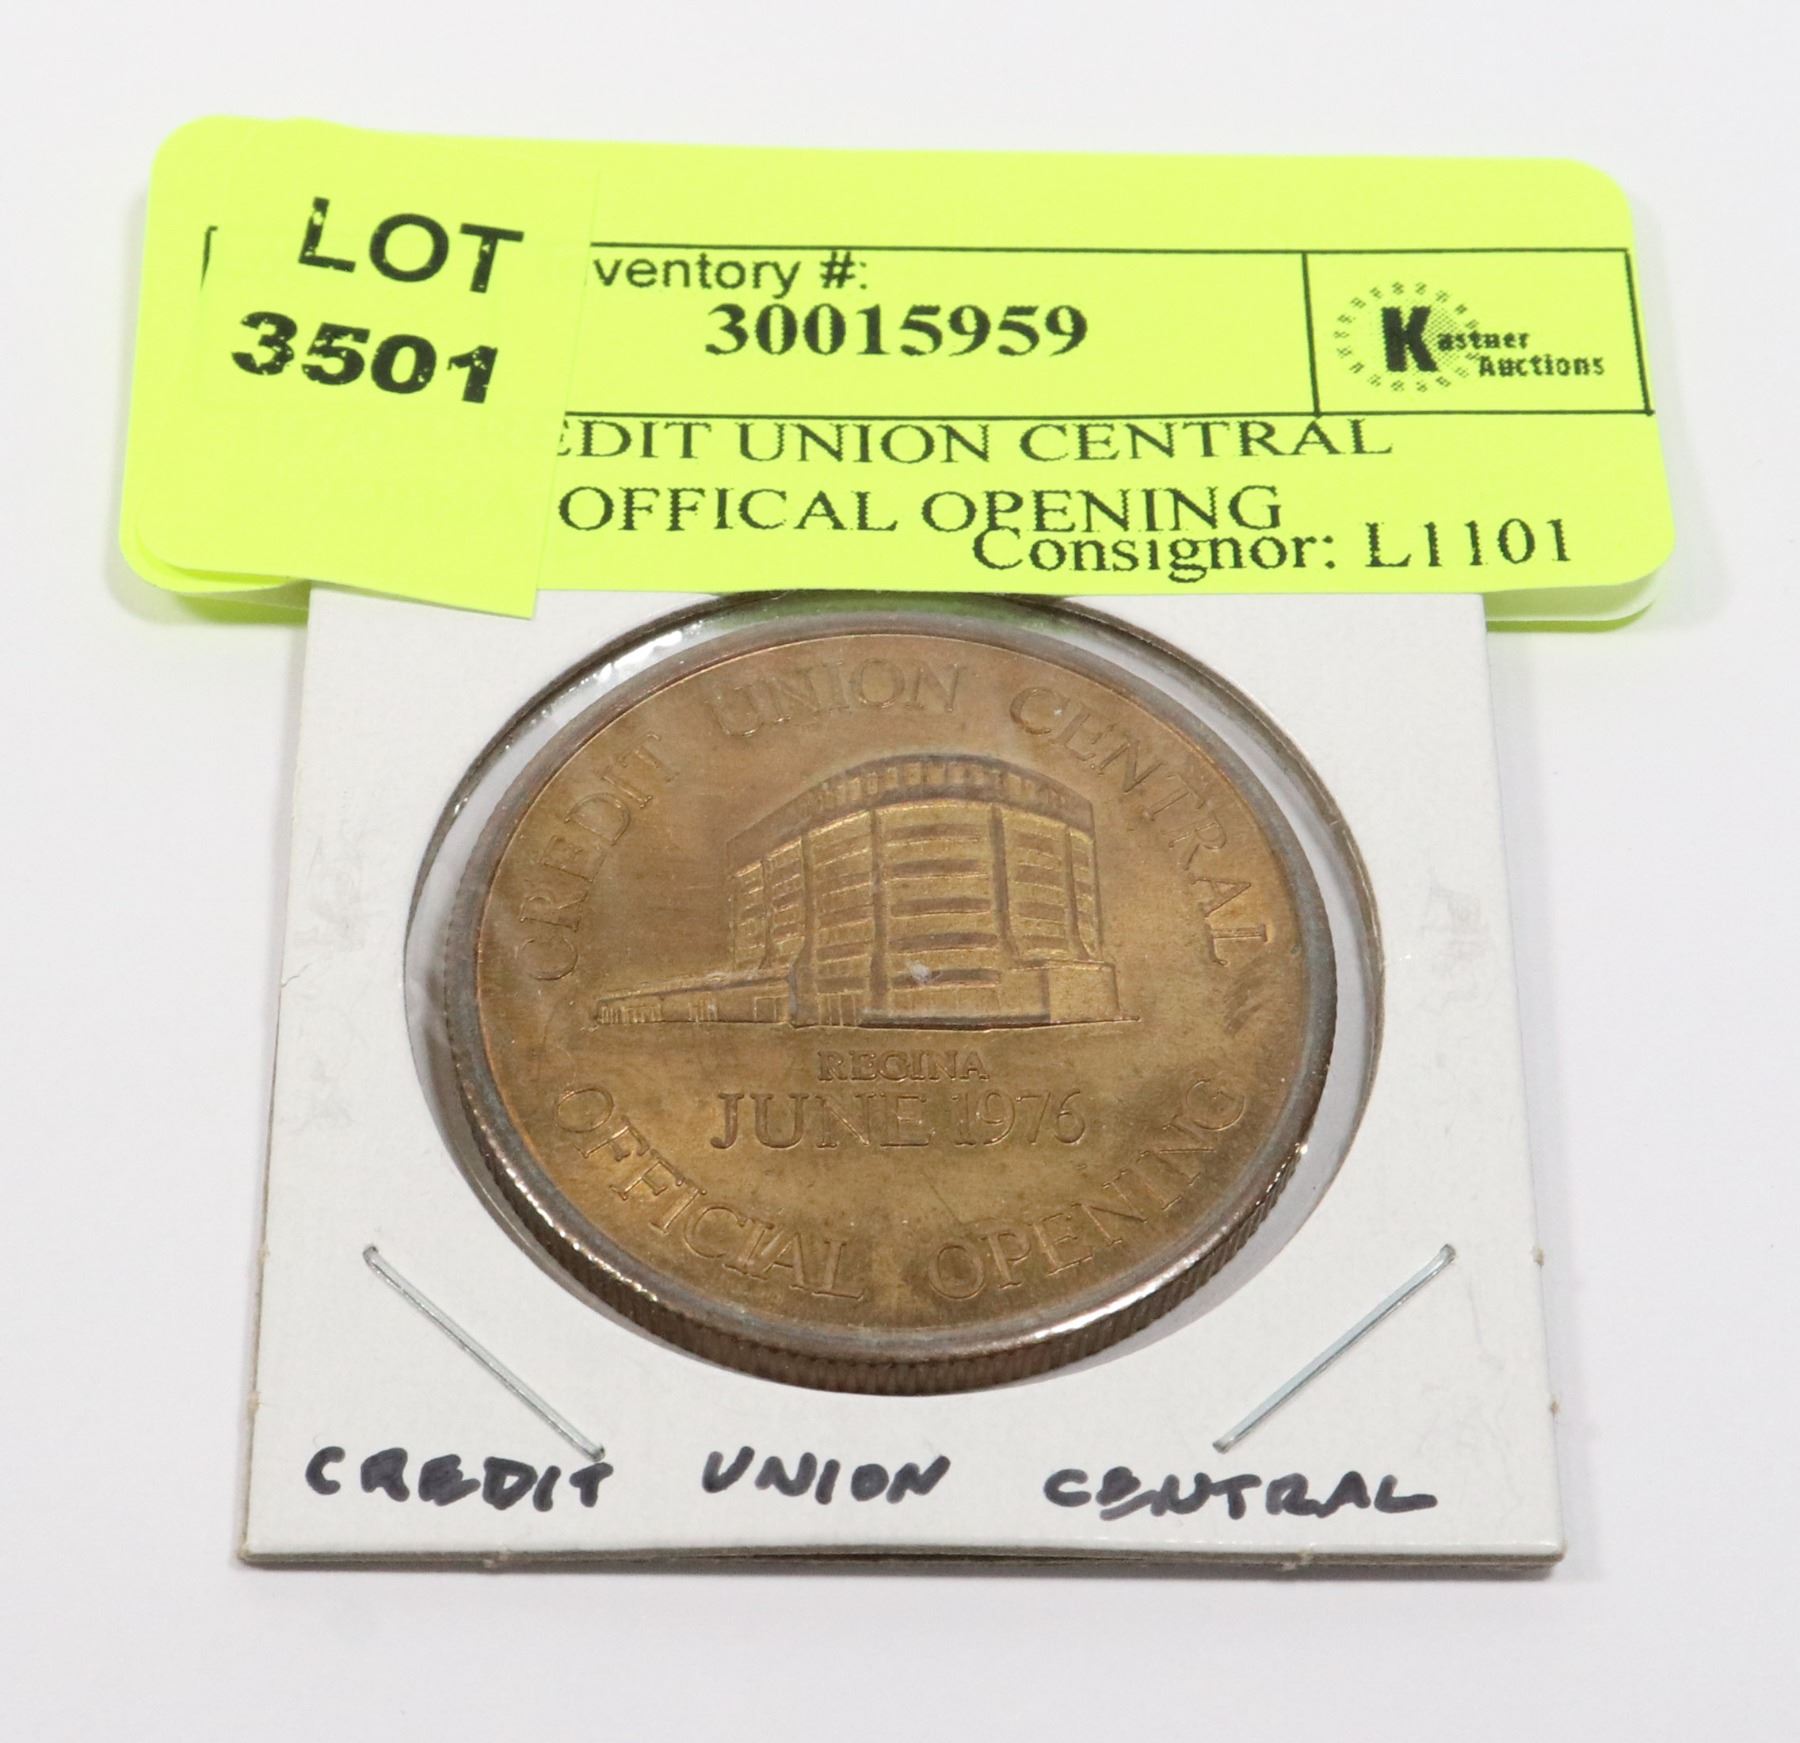 LOT
3501
ventory #:
30015959
Kastner
Auctions
EDIT UNION CENTRAL
OFFICAL OPENING
Consignor: L1101
CREDIT UNION CENTRAL
REGINA
JUNE 1976
OFFICIAL OPENING
CREDIT UNION CENTRAL